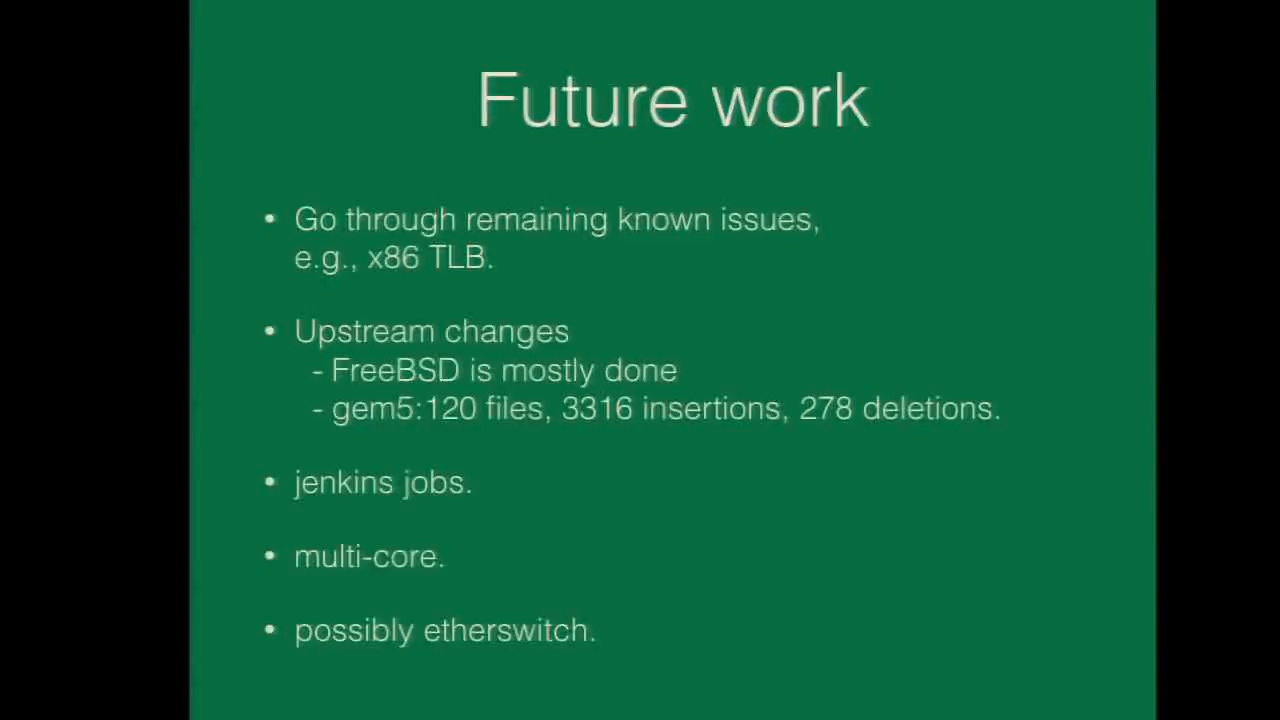 Future work
• Go through remaining known issues,
e.g., x86 TLB.
• Upstream changes
- FreeBSD is mostly done
- gem5:120 files, 3316 insertions, 278 deletions.
• jenkins jobs.
• multi-core.
• possibly etherswitch.